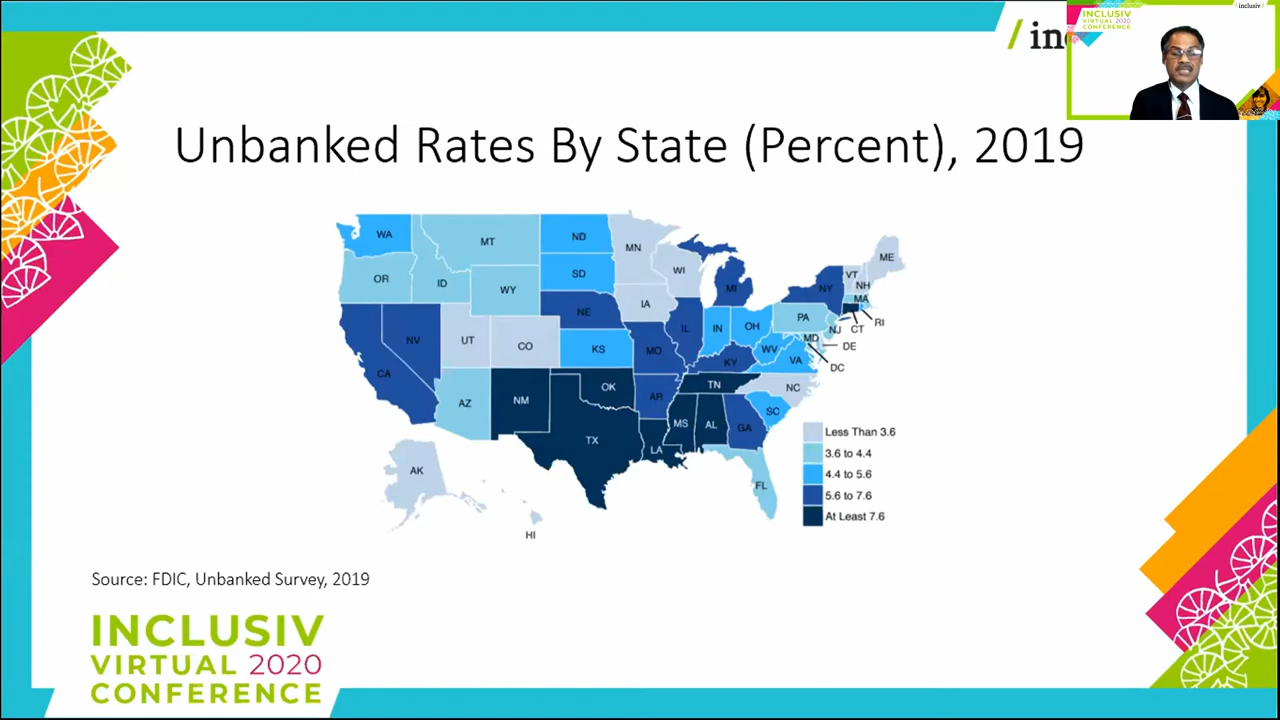 / inc
/ inclusiv /
INCLUSIV
VIRTUAL 2020
CONFERENCE
Unbanked Rates By State (Percent), 2019
WA
MT
ND
MN
ME
OR
ID
WY
SD
WI
MI
NY
VT
NH
MA
RI
CT
NV
UT
CO
NE
IA
IL
IN
OH
PA
NJ
MD
DE
DC
CA
KS
MO
KY
WV
VA
AZ
NM
OK
AR
TN
NC
SC
TX
LA
MS
AL
GA
FL
AK
HI
Less Than 3.6
3.6 to 4.4
4.4 to 5.6
5.6 to 7.6
At Least 7.6
Source: FDIC, Unbanked Survey, 2019
INCLUSIV
VIRTUAL 2020
CONFERENCE